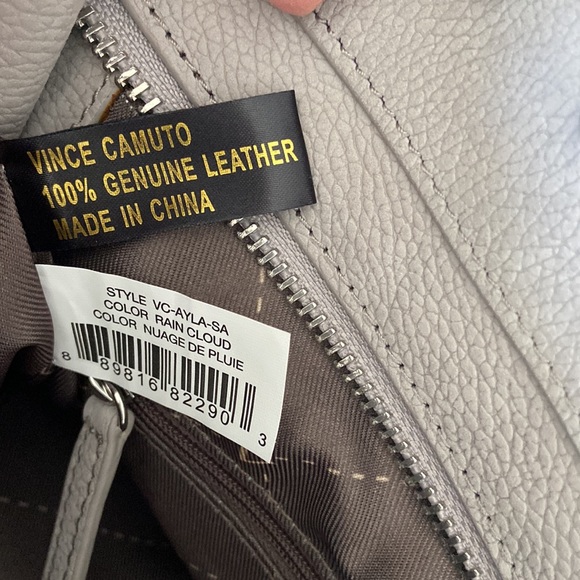 VINCE CAMUTO
100% GENUINE LEATHER
MADE IN CHINA
STYLE VC-AYLA-SA
COLOR RAIN CLOUD
COLOR NUAGE DE PLUIE
8 89816 82290 3